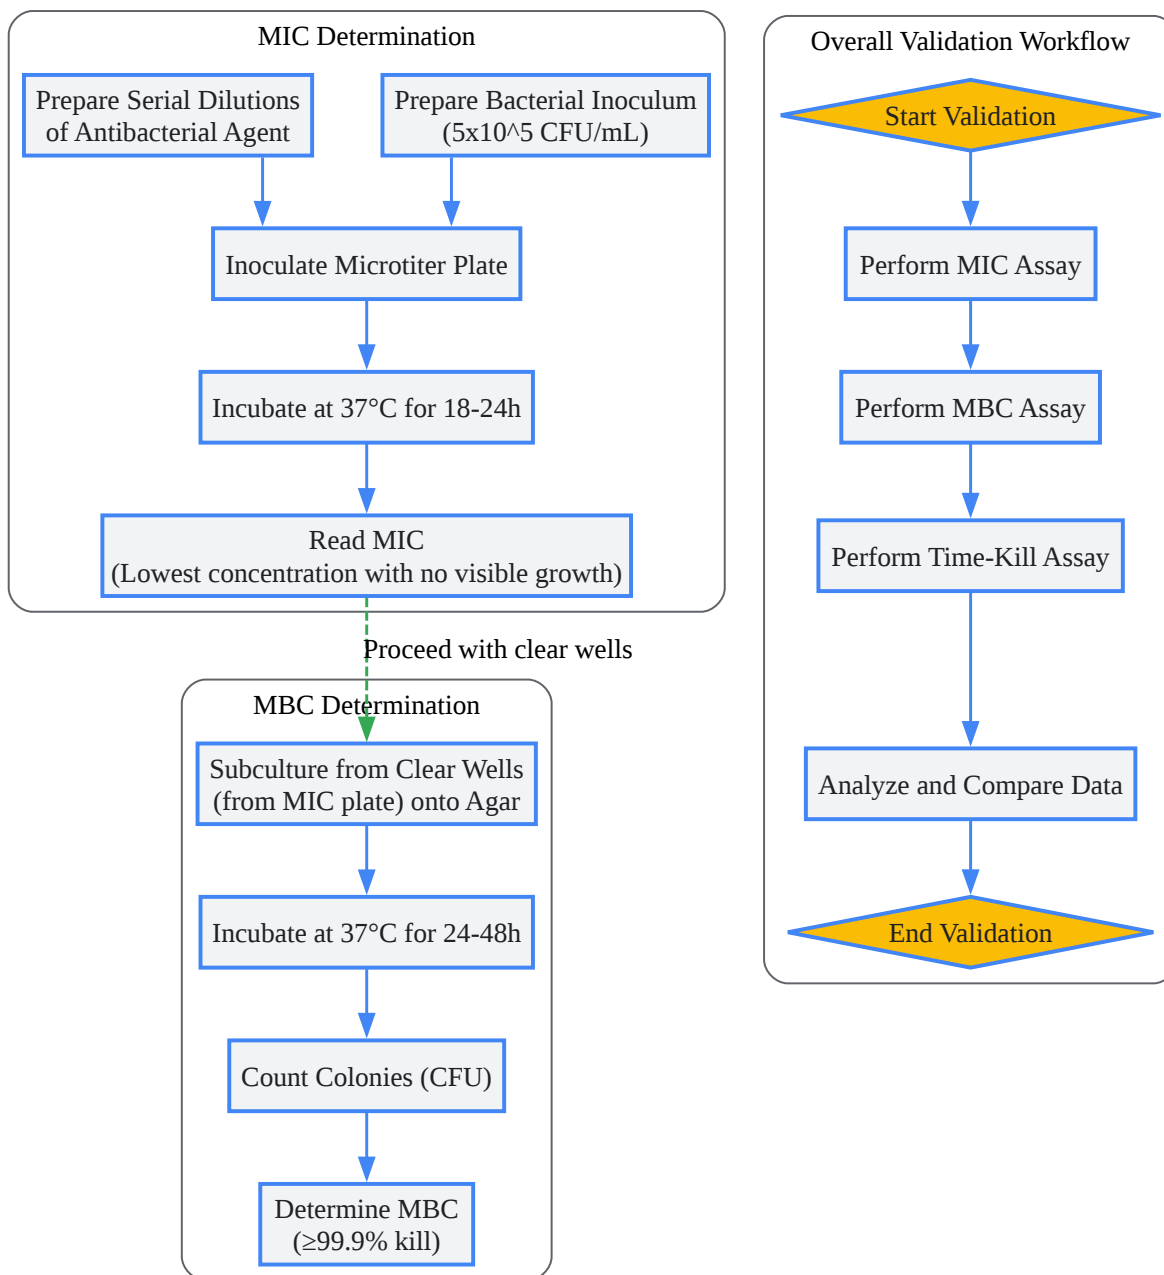 MIC Determination
Prepare Serial Dilutions
of Antibacterial Agent
Prepare Bacterial Inoculum
(5x10^5 CFU/mL)
Inoculate Microtiter Plate
Incubate at 37°C for 18-24h
Read MIC
(Lowest concentration with no visible growth)
Proceed with clear wells
MBC Determination
Subculture from Clear Wells
(from MIC plate) onto Agar
Incubate at 37°C for 24-48h
Count Colonies (CFU)
Determine MBC
(≥99.9% kill)
Overall Validation Workflow
Start Validation
Perform MIC Assay
Perform MBC Assay
Perform Time-Kill Assay
Analyze and Compare Data
End Validation